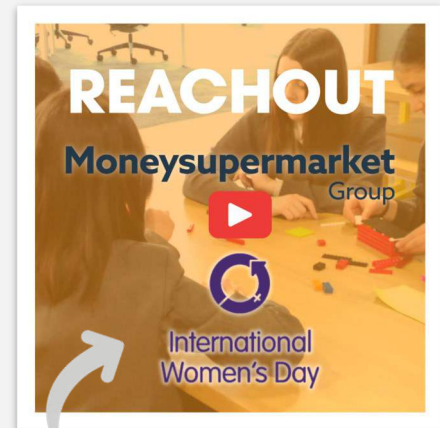 REACHOUT
Moneysupermarket
Group
International
Women's Day